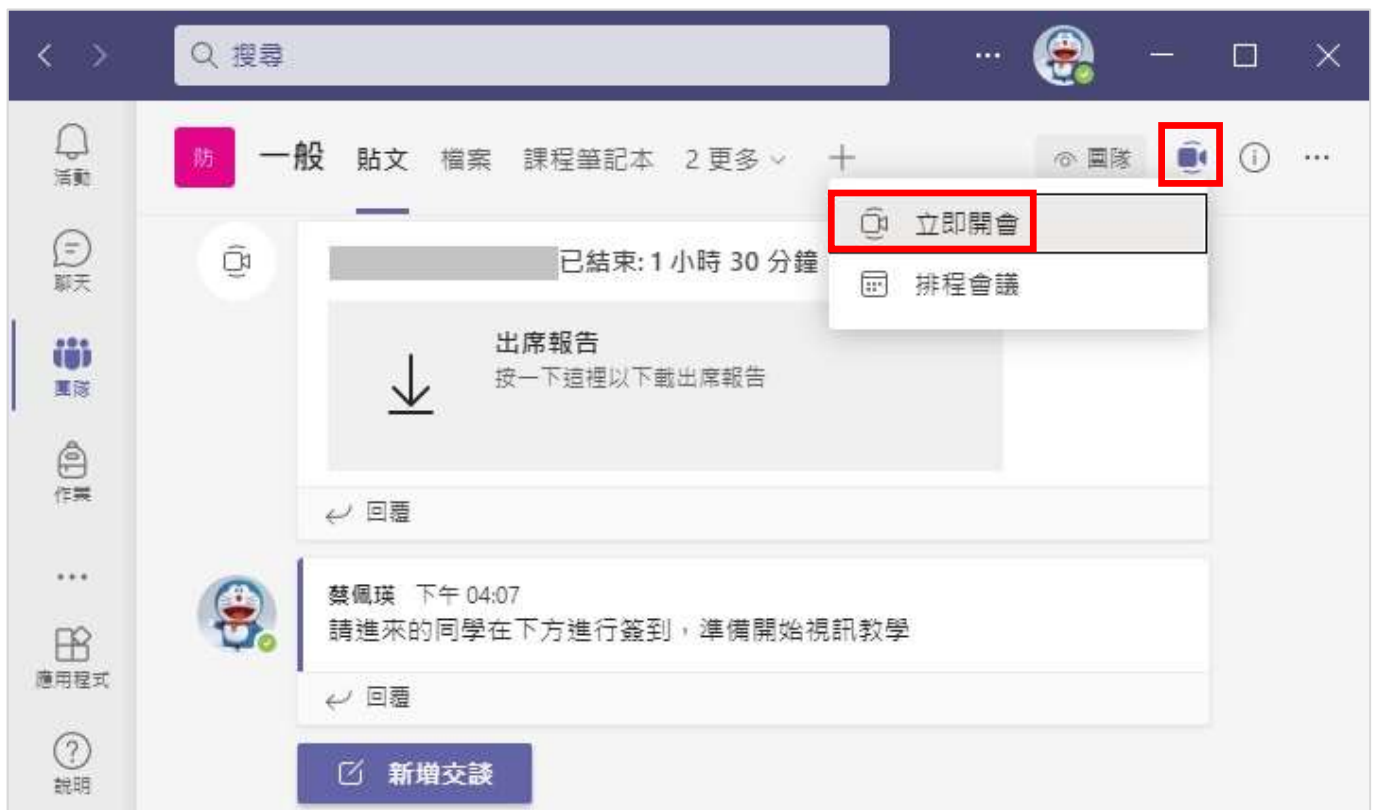 搜尋
活動
聊天
團隊
作業
應用程式
說明
防 一般 貼文 檔案 課程筆記本 2 更多 團隊
立即開會
排程會議
已結束: 1 小時 30 分鐘
出席報告
按一下這裡以下載出席報告
回覆
蔡佩瑛 下午 04:07
請進來的同學在下方進行簽到，準備開始視訊教學
回覆
新增交談